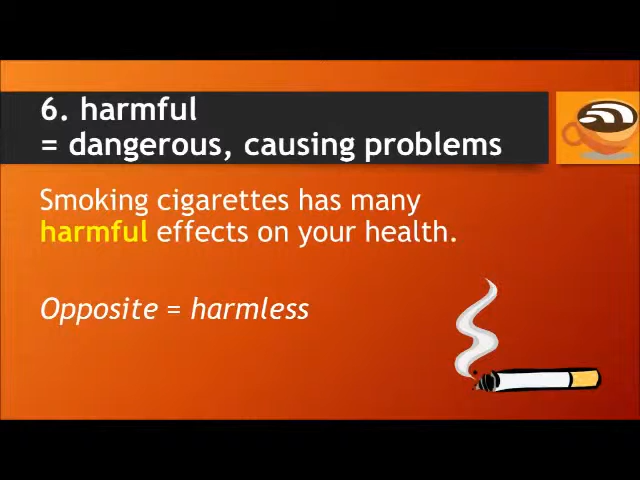 6. harmful
= dangerous, causing problems
Smoking cigarettes has many
harmful effects on your health.
Opposite = harmless